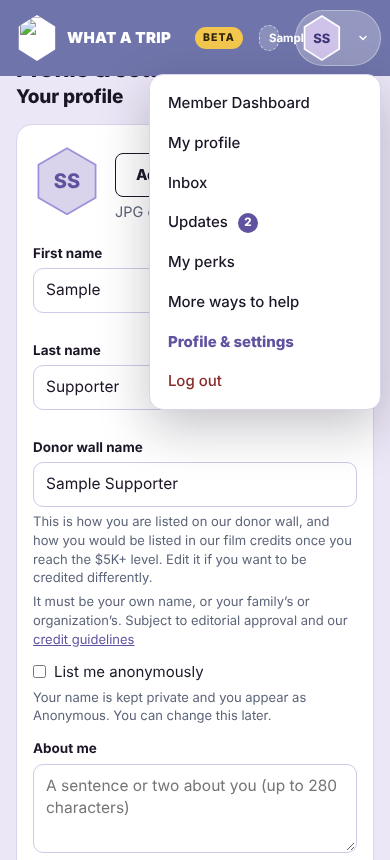 WHAT A TRIP
BETA
Sampl
SS
Your profile
Member Dashboard
My profile
Inbox
Updates 2
My perks
More ways to help
Profile & settings
Log out
SS
JPG
First name
Sample
Last name
Supporter
Donor wall name
Sample Supporter
This is how you are listed on our donor wall, and
how you would be listed in our film credits once you
reach the $5K+ level. Edit it if you want to be
credited differently.
It must be your own name, or your family’s or
organization’s. Subject to editorial approval and our
credit guidelines
List me anonymously
Your name is kept private and you appear as
Anonymous. You can change this later.
About me
A sentence or two about you (up to 280
characters)